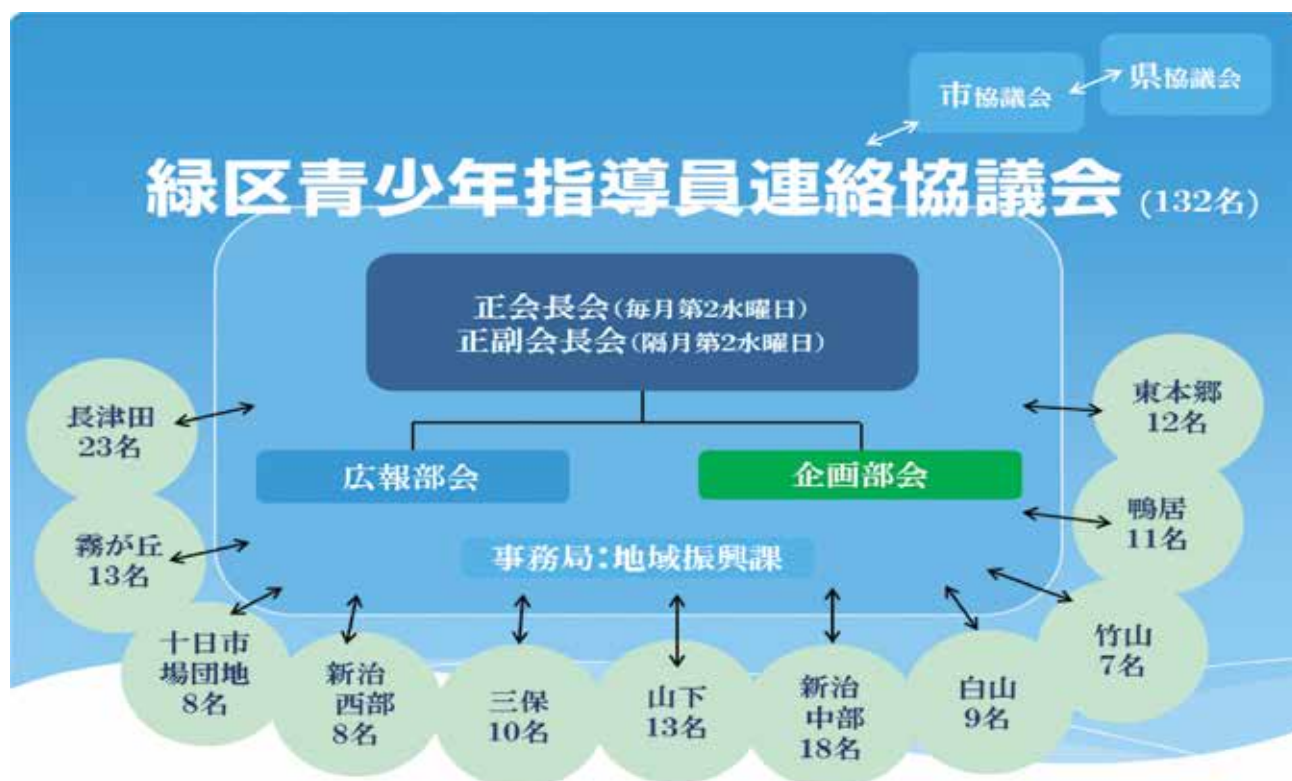 県協議会
市協議会
緑区青少年指導員連絡協議会 (132名)
正会長会(毎月第2水曜日)
正副会長会(隔月第2水曜日)
広報部会
企画部会
事務局:地域振興課
長津田
23名
霧が丘
13名
十日市
場団地
8名
新治
西部
8名
三保
10名
山下
13名
新治
中部
18名
白山
9名
竹山
7名
鴨居
11名
東本郷
12名